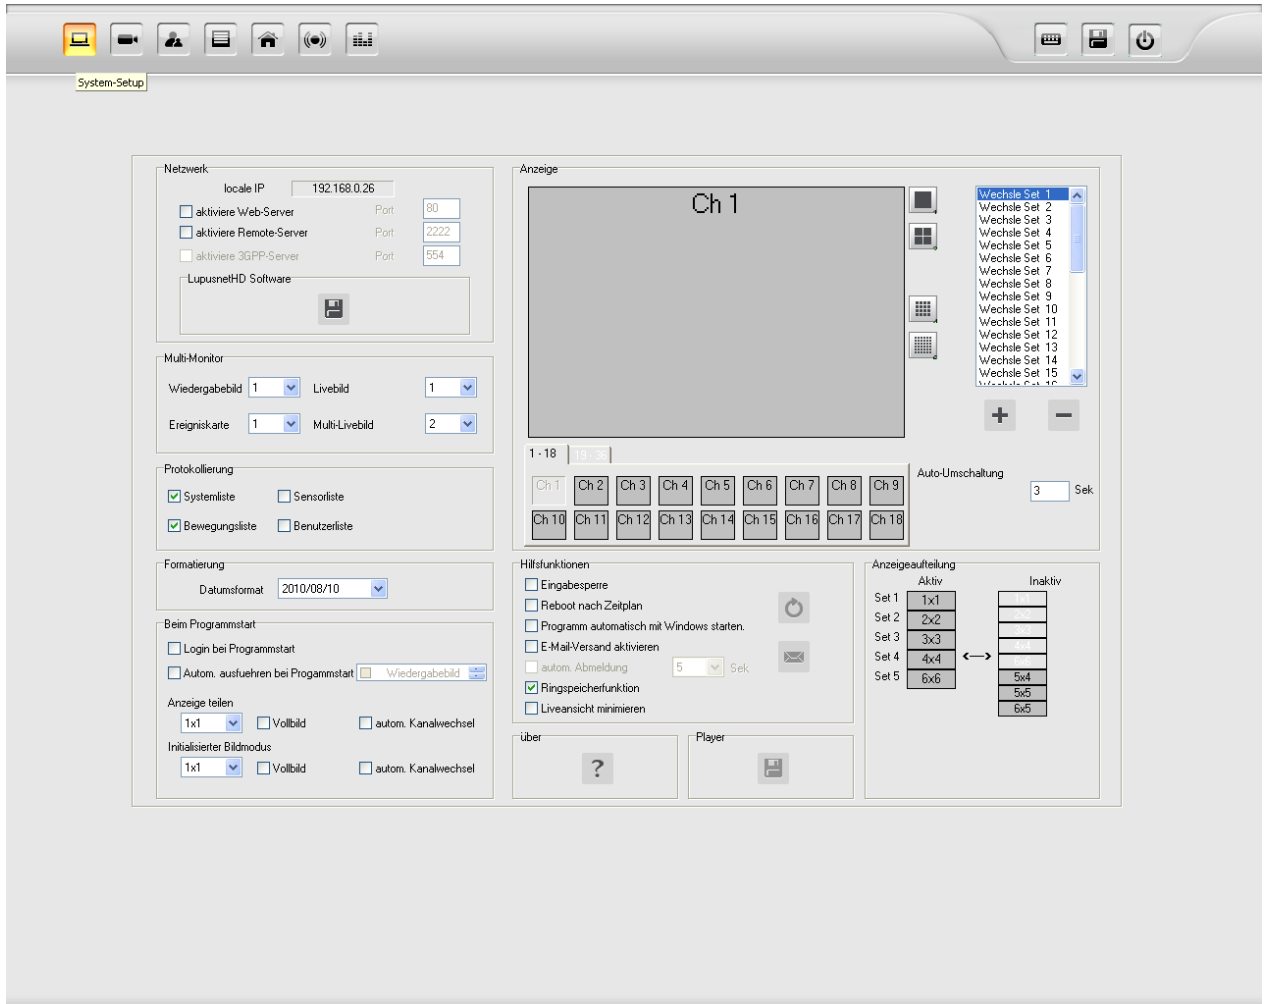 System-Setup
Netzwerk
locale IP 192.168.0.26
aktiviere Web-Server Port 80
aktiviere Remote-Server Port 2222
aktiviere 3GPP-Server Port 554
LupusnetHD Software
Multi-Monitor
Wiedergabebild 1 Livebild 1
Ereigniskarte 1 Multi-Livebild 2
Protokollierung
Systemliste Sensorliste
Bewegungsliste Benutzerliste
Formatierung
Datumsformat 2010/08/10
Beim Programmstart
Login bei Programmstart
Autom. ausfuehren bei Progammstart Wiedergabebild
Anzeige teilen
1x1 Vollbild autom. Kanalwechsel
Initialisierter Bildmodus
1x1 Vollbild autom. Kanalwechsel
Anzeige
Ch 1
Wechsle Set 1
Wechsle Set 2
Wechsle Set 3
Wechsle Set 4
Wechsle Set 5
Wechsle Set 6
Wechsle Set 7
Wechsle Set 8
Wechsle Set 9
Wechsle Set 10
Wechsle Set 11
Wechsle Set 12
Wechsle Set 13
Wechsle Set 14
Wechsle Set 15
Wechsle Set 16
1 - 18 19 - 36
Ch 1 Ch 2 Ch 3 Ch 4 Ch 5 Ch 6 Ch 7 Ch 8 Ch 9
Ch 10 Ch 11 Ch 12 Ch 13 Ch 14 Ch 15 Ch 16 Ch 17 Ch 18
Auto-Umschaltung
3 Sek
Hilfsfunktionen
Eingabesperre
Reboot nach Zeitplan
Programm automatisch mit Windows starten.
E-Mail-Versand aktivieren
autom. Abmeldung 5 Sek
Ringspeicherfunktion
Liveansicht minimieren
über
?
Player
Anzeigeaufteilung
Aktiv Inaktiv
Set 1 1x1 1x1
Set 2 2x2 2x2
Set 3 3x3 3x3
Set 4 4x4 4x4
Set 5 6x6 6x6
5x4
5x5
6x5